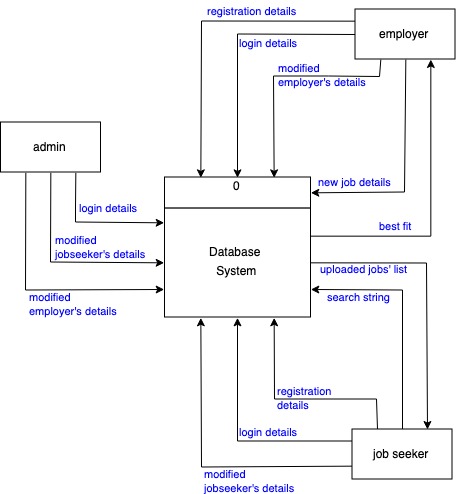 registration details
employer
login details
modified
employer's details
admin
new job details
0
login details
best fit
modified
jobseeker's details
Database
System
uploaded jobs' list
modified
employer's details
search string
registration
details
login details
job seeker
modified
jobseeker's details